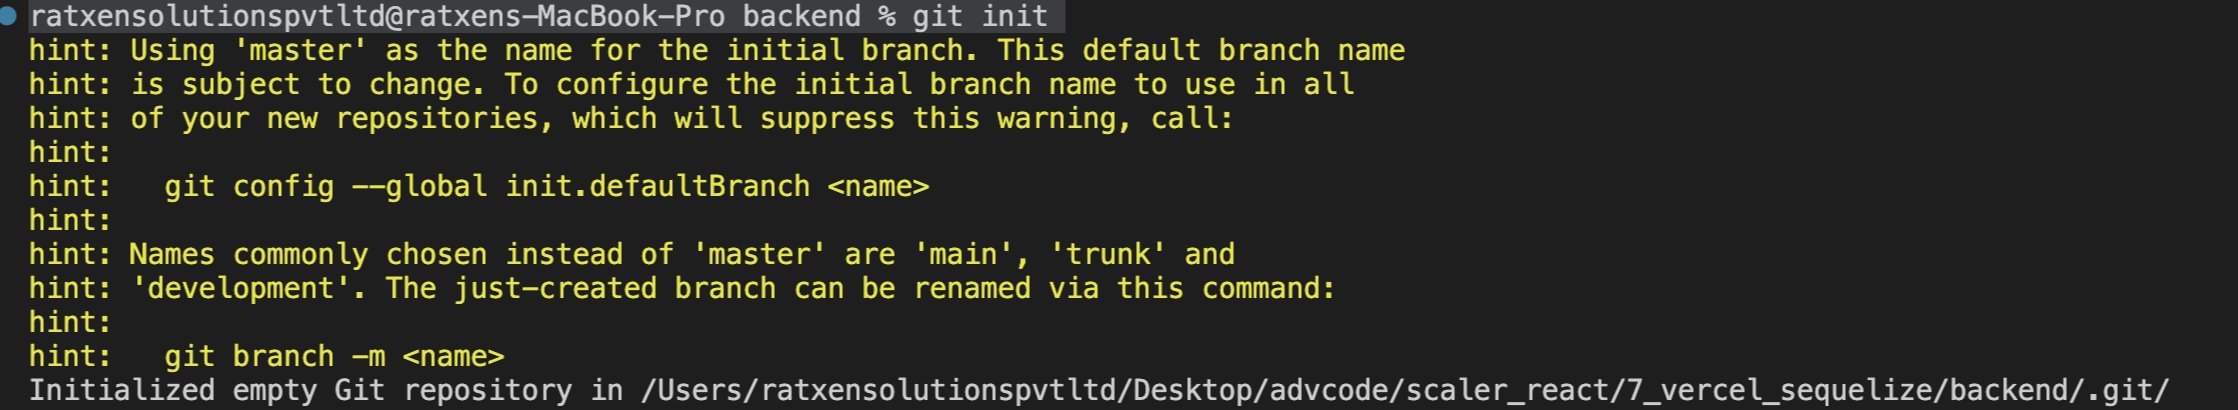 ratxensolutionspvtltd@ratxens-MacBook-Pro backend % git init
hint: Using 'master' as the name for the initial branch. This default branch name
hint: is subject to change. To configure the initial branch name to use in all
hint: of your new repositories, which will suppress this warning, call:
hint:
hint:   git config --global init.defaultBranch <name>
hint:
hint: Names commonly chosen instead of 'master' are 'main', 'trunk' and
hint: 'development'. The just-created branch can be renamed via this command:
hint:
hint:   git branch -m <name>
Initialized empty Git repository in /Users/ratxensolutionspvtltd/Desktop/advcode/scaler_react/7_vercel_sequelize/backend/.git/